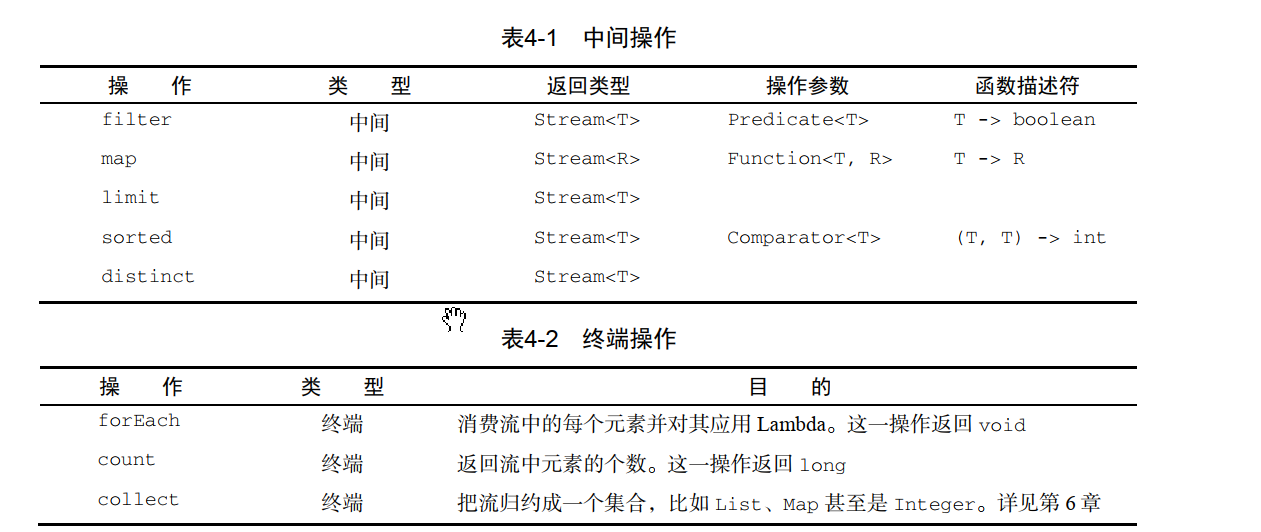 表4-1 中间操作
操 作 类 型 返回类型 操作参数 函数描述符
filter 中间 Stream<T> Predicate<T> T -> boolean
map 中间 Stream<R> Function<T, R> T -> R
limit 中间 Stream<T>
sorted 中间 Stream<T> Comparator<T> (T, T) -> int
distinct 中间 Stream<T>
表4-2 终端操作
操 作 类 型 目 的
forEach 终端 消费流中的每个元素并对其应用 Lambda。这一操作返回 void
count 终端 返回流中元素的个数。这一操作返回 long
collect 终端 把流归约成一个集合，比如 List、Map 甚至是 Integer。详见第 6 章